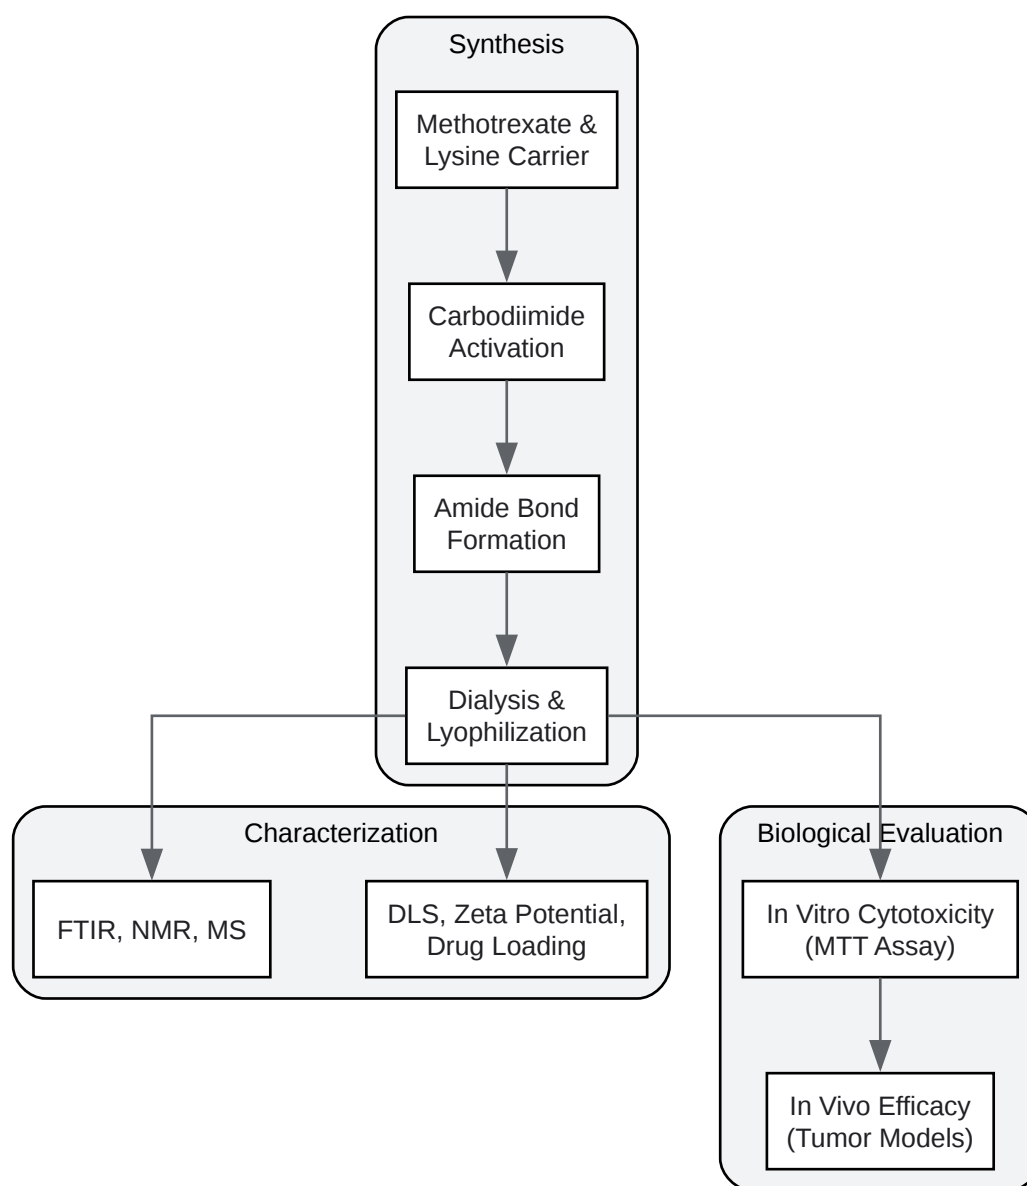 Synthesis
Methotrexate &
Lysine Carrier
Carbodiimide
Activation
Amide Bond
Formation
Dialysis &
Lyophilization
Characterization
FTIR, NMR, MS
DLS, Zeta Potential,
Drug Loading
Biological Evaluation
In Vitro Cytotoxicity
(MTT Assay)
In Vivo Efficacy
(Tumor Models)